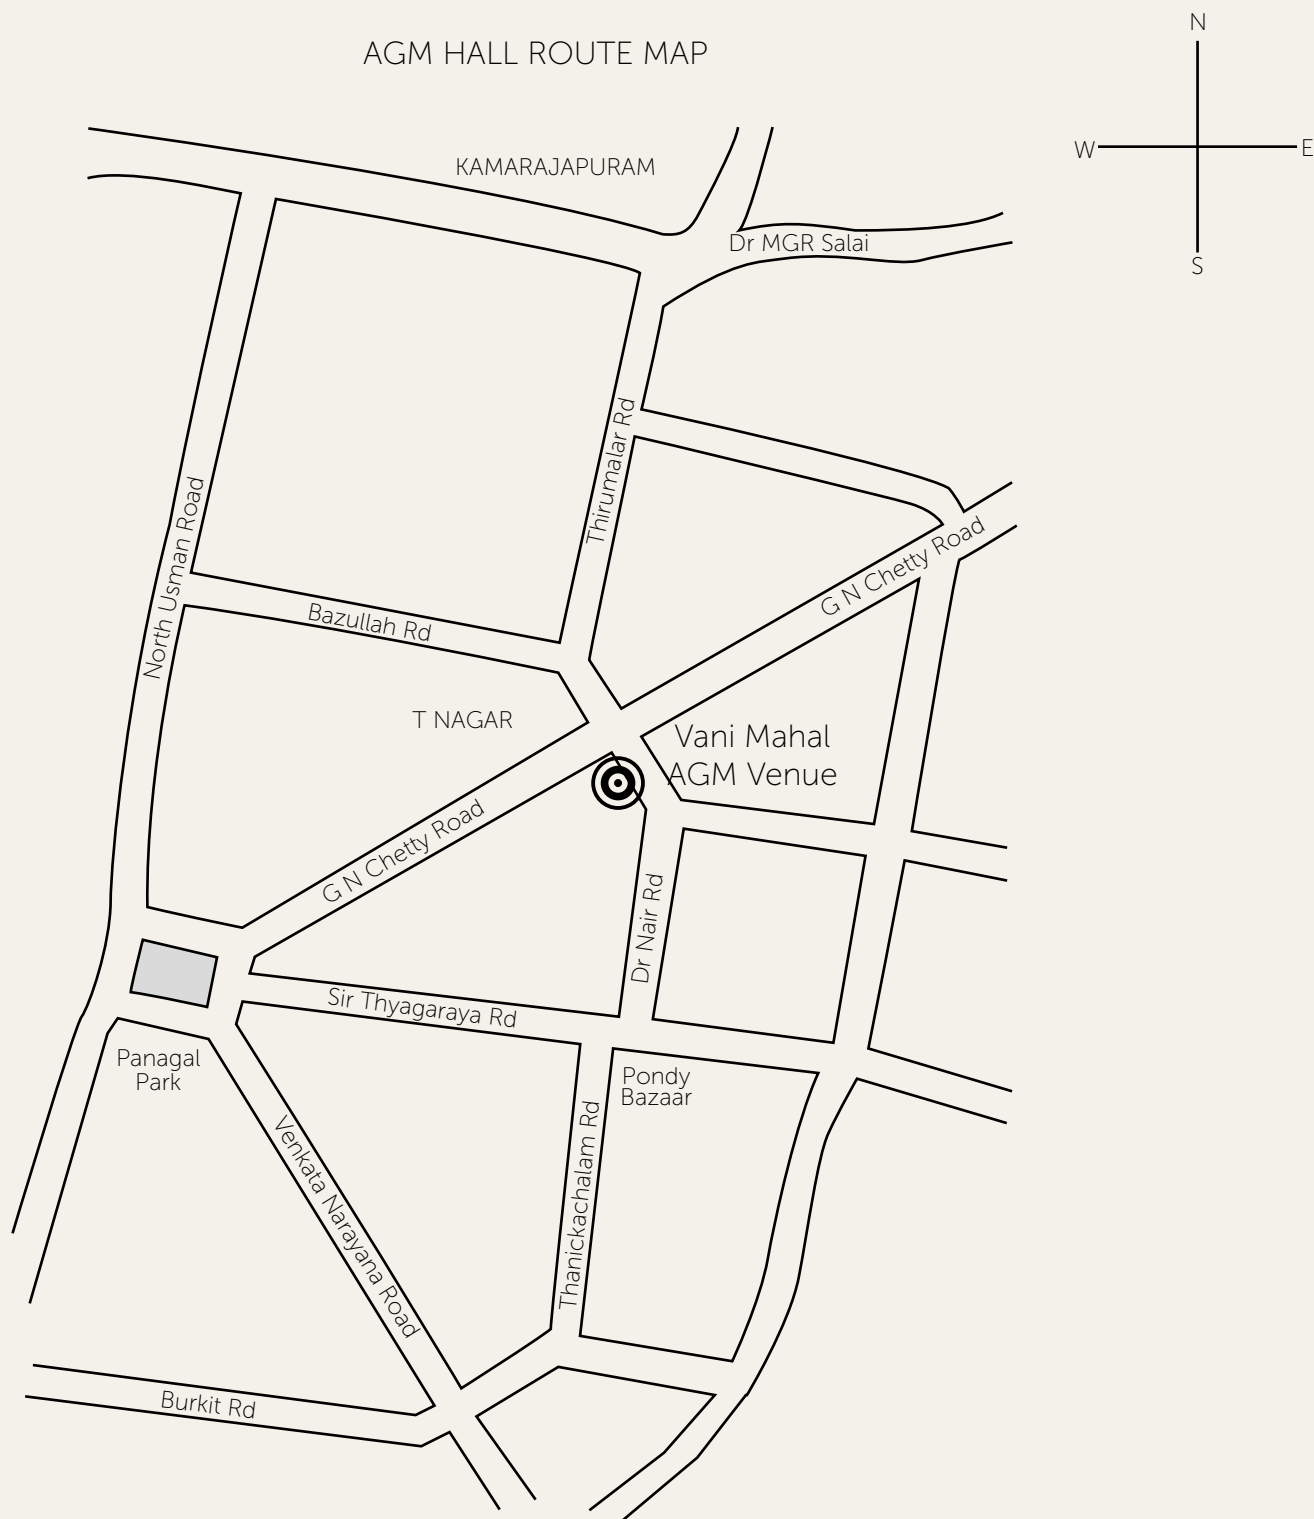 N
AGM HALL ROUTE MAP
W
E
KAMARAJAPURAM
Dr MGR Salai
S
Thirumalar Rd
North Usman Road
G N Chetty Road
Bazullah Rd
T NAGAR
Vani Mahal
AGM Venue
G N Chetty Road
Dr Nair Rd
Sir Thyagaraya Rd
Panagal
Park
Pondy
Bazaar
Venkata Narayana Road
Thanickachalam Rd
Burkit Rd